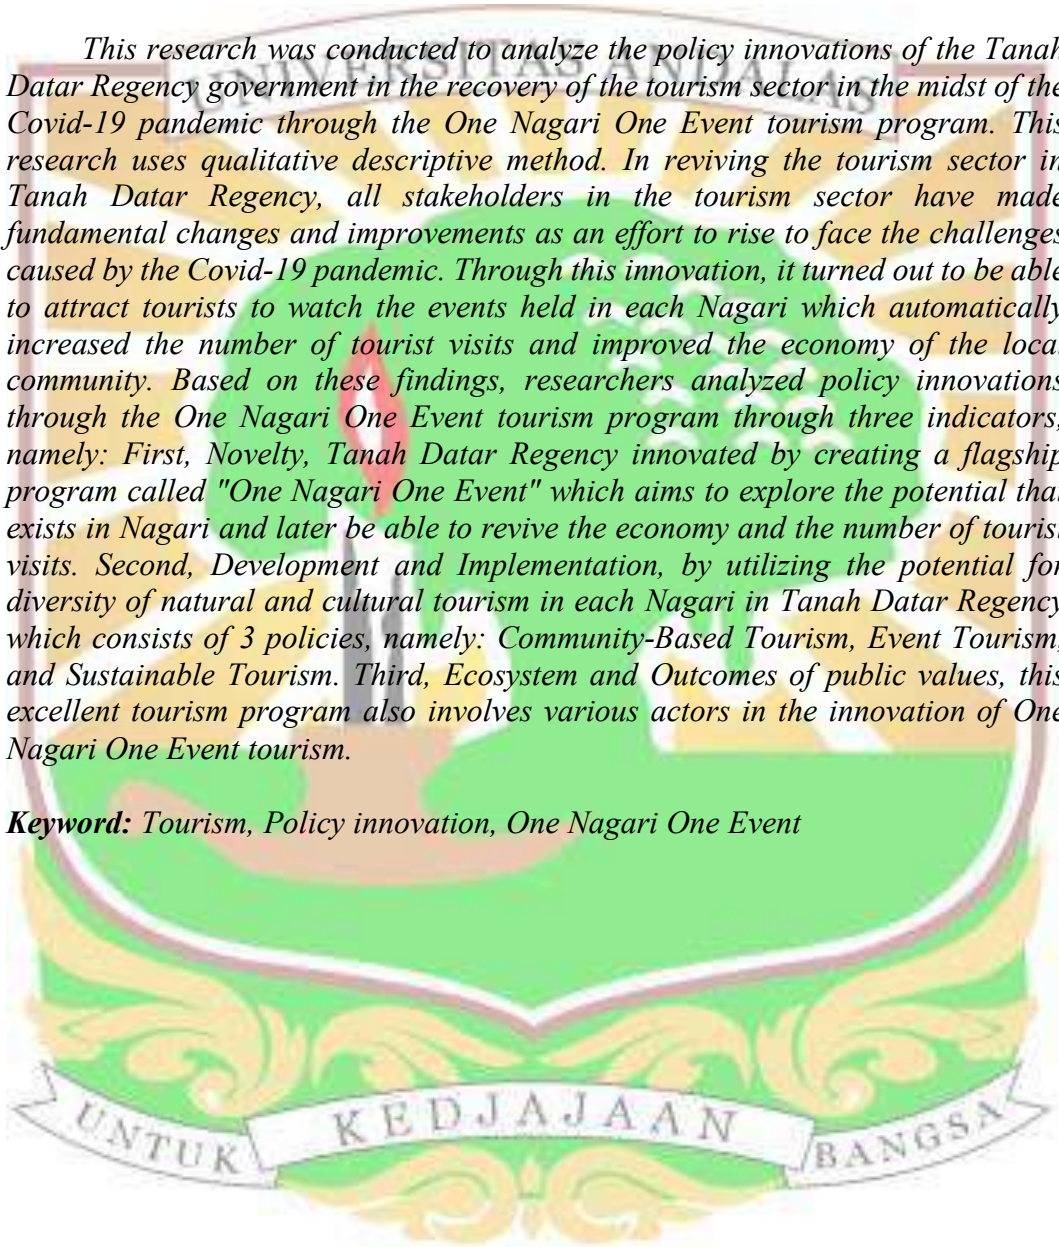 UNIVERSITAS ANDALAS
This research was conducted to analyze the policy innovations of the Tanah
Datar Regency government in the recovery of the tourism sector in the midst of the
Covid-19 pandemic through the One Nagari One Event tourism program. This
research uses qualitative descriptive method. In reviving the tourism sector in
Tanah Datar Regency, all stakeholders in the tourism sector have made
fundamental changes and improvements as an effort to rise to face the challenges
caused by the Covid-19 pandemic. Through this innovation, it turned out to be able
to attract tourists to watch the events held in each Nagari which automatically
increased the number of tourist visits and improved the economy of the local
community. Based on these findings, researchers analyzed policy innovations
through the One Nagari One Event tourism program through three indicators,
namely: First, Novelty, Tanah Datar Regency innovated by creating a flagship
program called "One Nagari One Event" which aims to explore the potential that
exists in Nagari and later be able to revive the economy and the number of tourist
visits. Second, Development and Implementation, by utilizing the potential for
diversity of natural and cultural tourism in each Nagari in Tanah Datar Regency
which consists of 3 policies, namely: Community-Based Tourism, Event Tourism,
and Sustainable Tourism. Third, Ecosystem and Outcomes of public values, this
excellent tourism program also involves various actors in the innovation of One
Nagari One Event tourism.
Keyword: Tourism, Policy innovation, One Nagari One Event
UNTUK KEDJAJAAN BANGSA